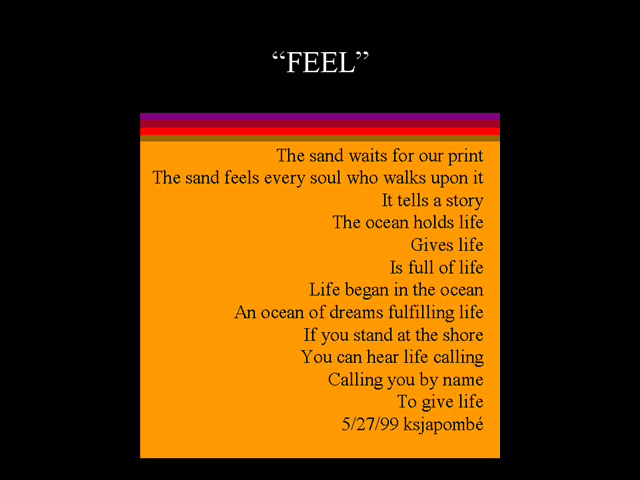 “FEEL”
The sand waits for our print
The sand feels every soul who walks upon it
It tells a story
The ocean holds life
Gives life
Is full of life
Life began in the ocean
An ocean of dreams fulfilling life
If you stand at the shore
You can hear life calling
Calling you by name
To give life
5/27/99 ksjapombé